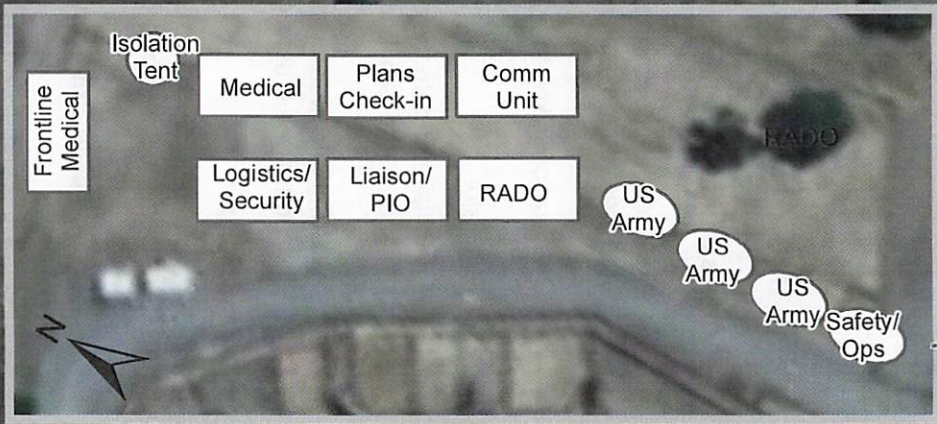 Isolation
Tent
Frontline
Medical
Medical
Plans
Check-in
Comm
Unit
RADO
Logistics/
Security
Liaison/
PIO
RADO
US
Army
US
Army
US
Army
Safety/
Ops
N